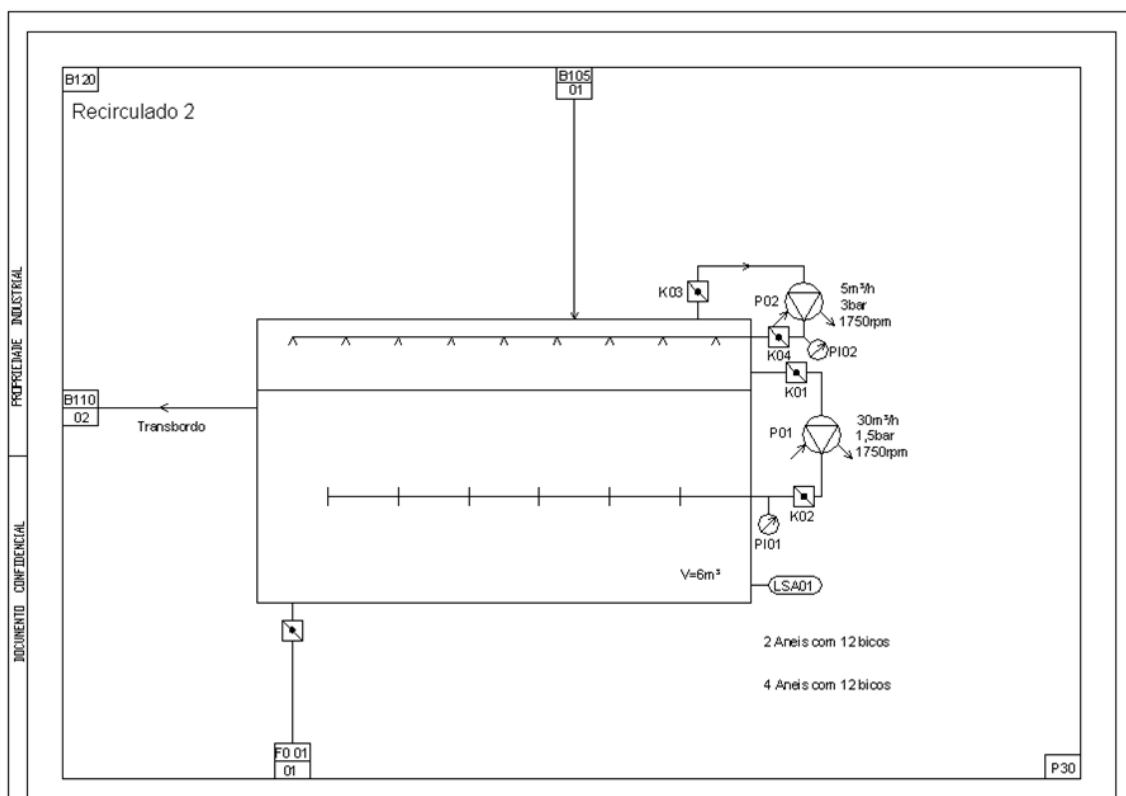 B120
Recirculado 2
B105
01
K03
P02
5m³/h
3bar
1750rpm
K04
PI02
K01
B110
02
Transbordo
P01
30m³/h
1,5bar
1750rpm
K02
PI01
V=6m³
LSA01
2 Aneis com 12 bicos
4 Aneis com 12 bicos
F0 01
01
P30
PROPRIEDADE INDUSTRIAL
DOCUMENTO CONFIDENCIAL